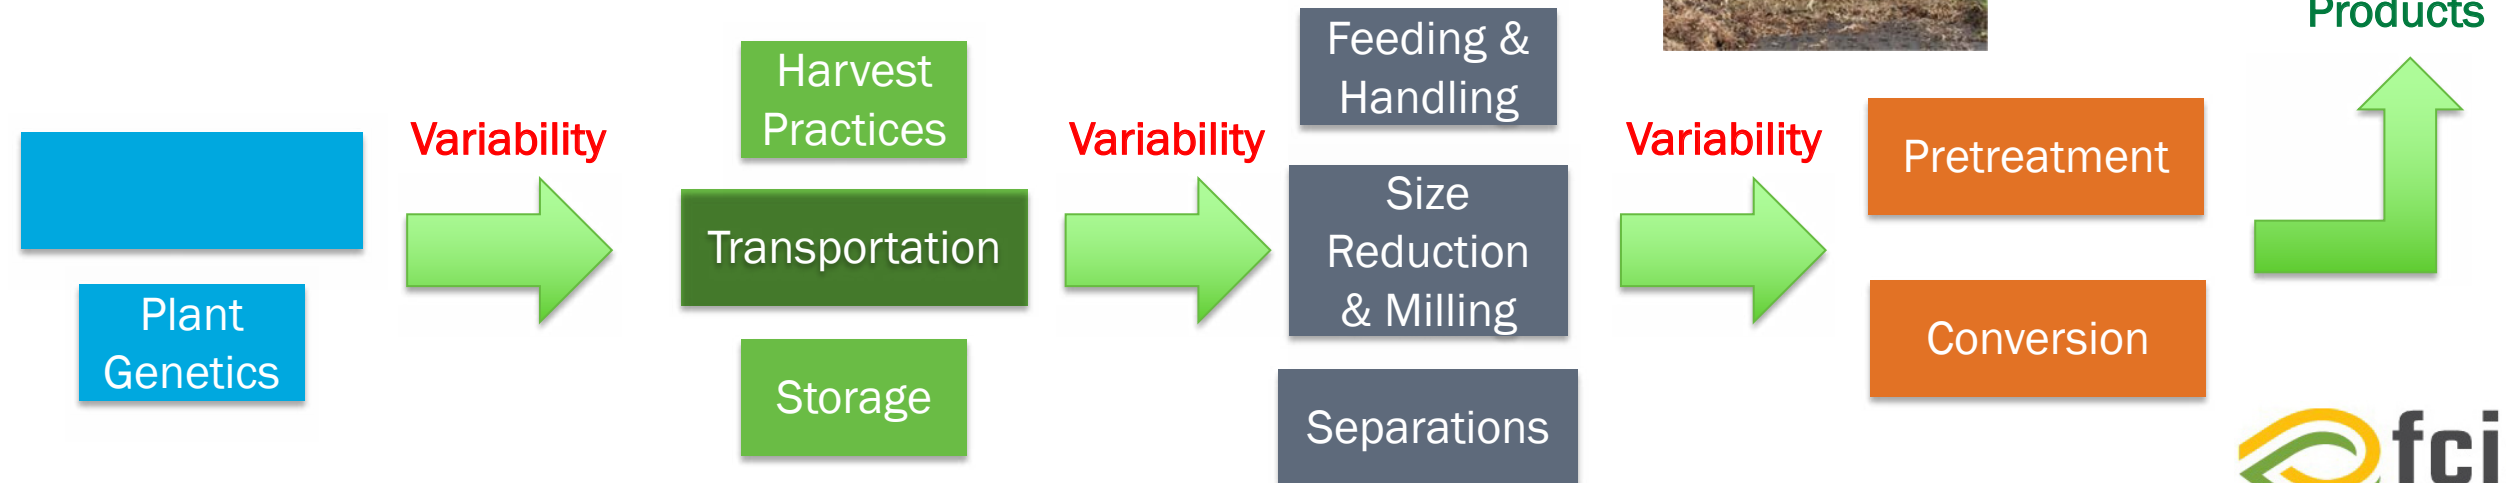 Products
Variability
Plant
Genetics
Harvest
Practices
Transportation
Storage
Variability
Feeding &
Handling
Size
Reduction
& Milling
Separations
Variability
Pretreatment
Conversion
fci